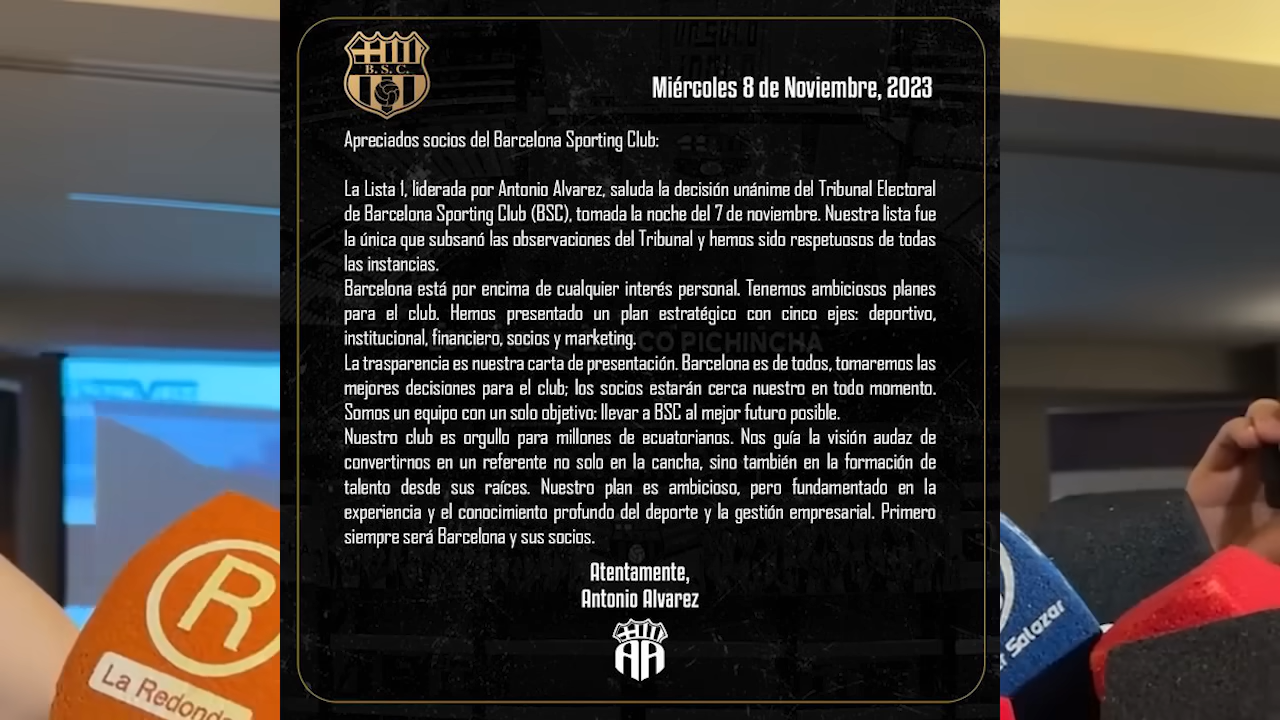 B. S. C.
Miércoles 8 de Noviembre, 2023
Apreciados socios del Barcelona Sporting Club:
La Lista 1, liderada por Antonio Alvarez, saluda la decisión unánime del Tribunal Electoral
de Barcelona Sporting Club (BSC), tomada la noche del 7 de noviembre. Nuestra lista fue
la única que subsanó las observaciones del Tribunal y hemos sido respetuosos de todas
las instancias.
Barcelona está por encima de cualquier interés personal. Tenemos ambiciosos planes
para el club. Hemos presentado un plan estratégico con cinco ejes: deportivo,
institucional, financiero, socios y marketing.
La trasparencia es nuestra carta de presentación. Barcelona es de todos, tomaremos las
mejores decisiones para el club; los socios estarán cerca nuestro en todo momento.
Somos un equipo con un solo objetivo: llevar a BSC al mejor futuro posible.
Nuestro club es orgullo para millones de ecuatorianos. Nos guía la visión audaz de
convertirnos en un referente no solo en la cancha, sino también en la formación de
talento desde sus raíces. Nuestro plan es ambicioso, pero fundamentado en la
experiencia y el conocimiento profundo del deporte y la gestión empresarial. Primero
siempre será Barcelona y sus socios.
Atentamente,
Antonio Alvarez
AA
PICHINCHA
R
La Redonda
Salazar